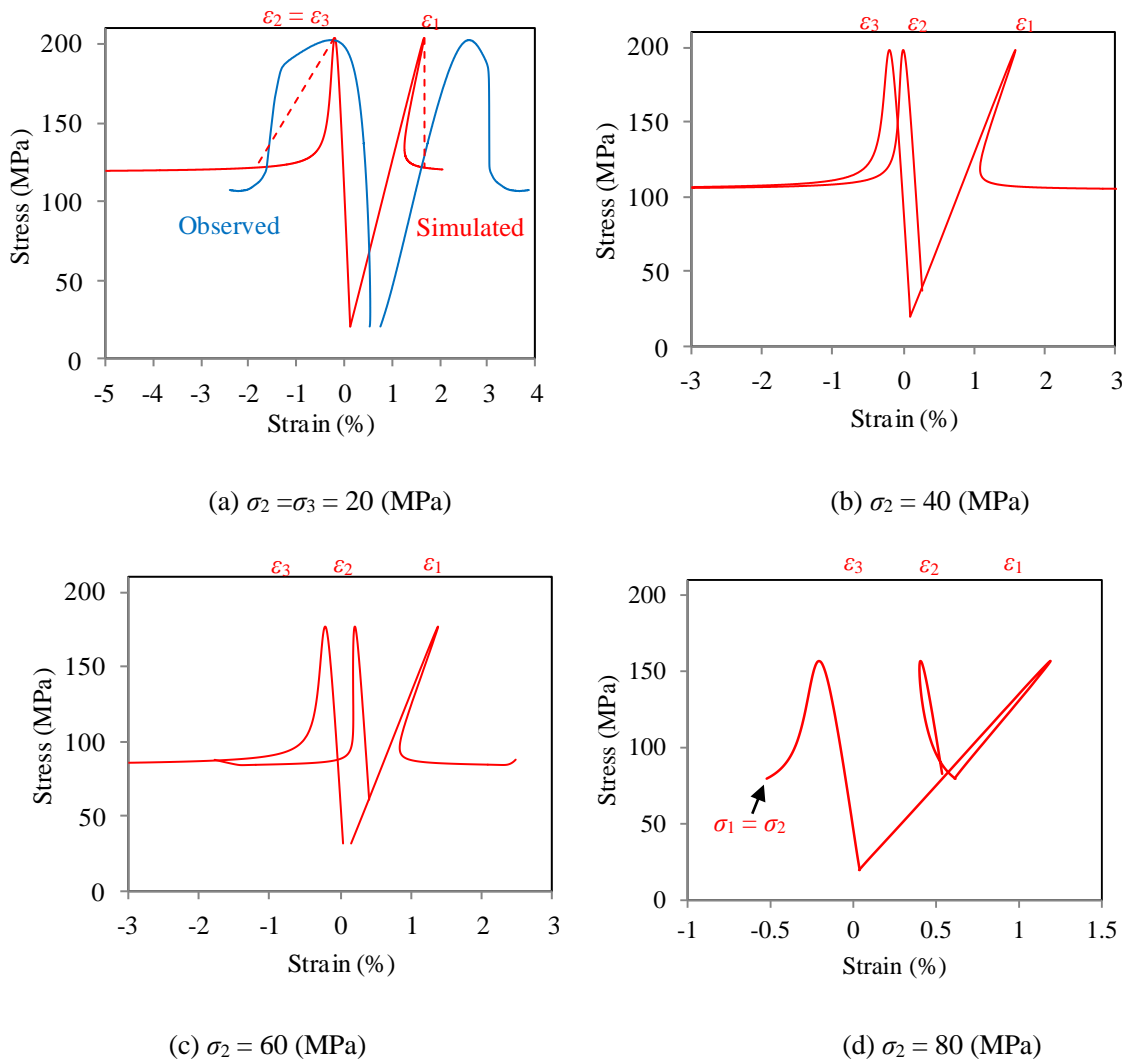 ε2 = ε3 ε1
200
150
100
50
0
Stress (MPa)
Observed Simulated
-5 -4 -3 -2 -1 0 1 2 3 4
Strain (%)
(a) σ2 =σ3 = 20 (MPa)
ε3 ε2 ε1
200
150
100
50
0
Stress (MPa)
-3 -2 -1 0 1 2 3
Strain (%)
(b) σ2 = 40 (MPa)
ε3 ε2 ε1
200
150
100
50
0
Stress (MPa)
-3 -2 -1 0 1 2 3
Strain (%)
(c) σ2 = 60 (MPa)
ε3 ε2 ε1
200
150
100
50
0
Stress (MPa)
σ1 = σ2
-1 -0.5 0 0.5 1 1.5
Strain (%)
(d) σ2 = 80 (MPa)